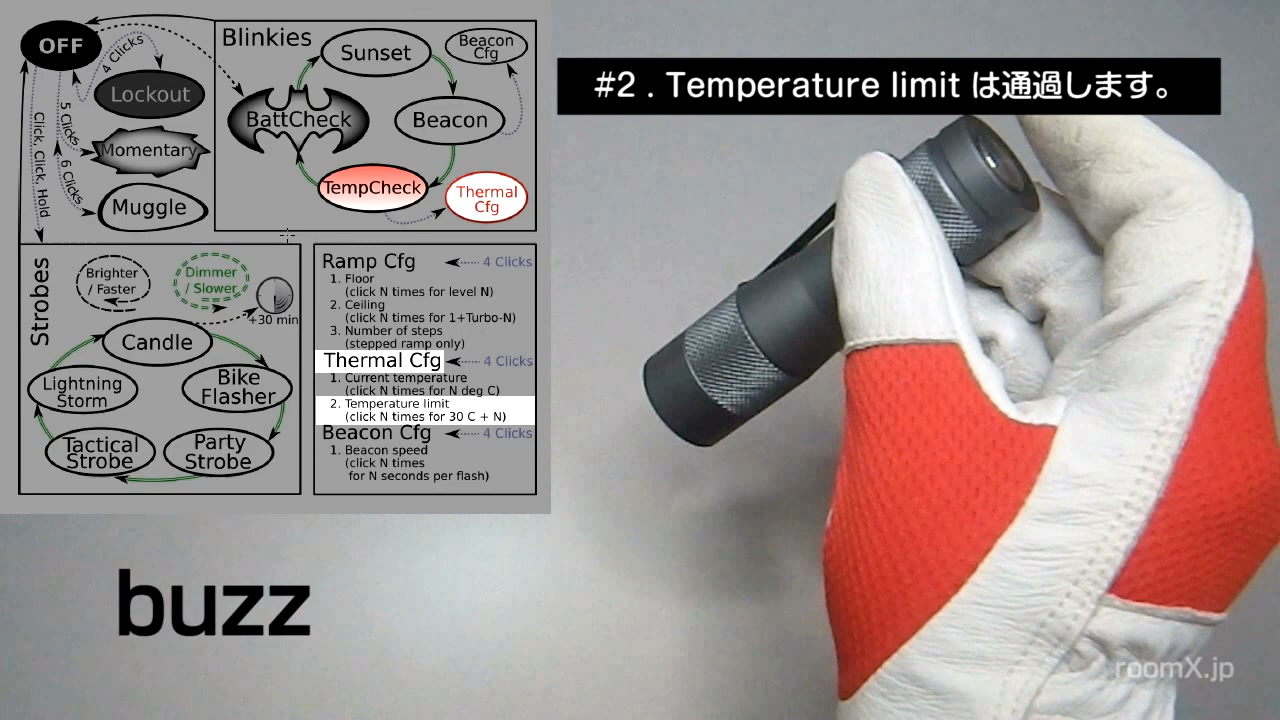 #2 . Temperature limit は通過します。
OFF
4 Clicks
Lockout
5 Clicks
Momentary
6 Clicks
Muggle
Click, Click, Hold
Blinkies
Sunset
Beacon
Cfg
BattCheck
Beacon
TempCheck
Thermal
Cfg
Strobes
Brighter
/ Faster
Dimmer
/ Slower
+30 min
Candle
Lightning
Storm
Bike
Flasher
Tactical
Strobe
Party
Strobe
Ramp Cfg 4 Clicks
1. Floor
(click N times for level N)
2. Ceiling
(click N times for 1+Turbo-N)
3. Number of steps
(stepped ramp only)
Thermal Cfg 4 Clicks
1. Current temperature
(click N times for N deg C)
2. Temperature limit
(click N times for 30 C + N)
Beacon Cfg 4 Clicks
1. Beacon speed
(click N times
for N seconds per flash)
buzz
roomX.jp